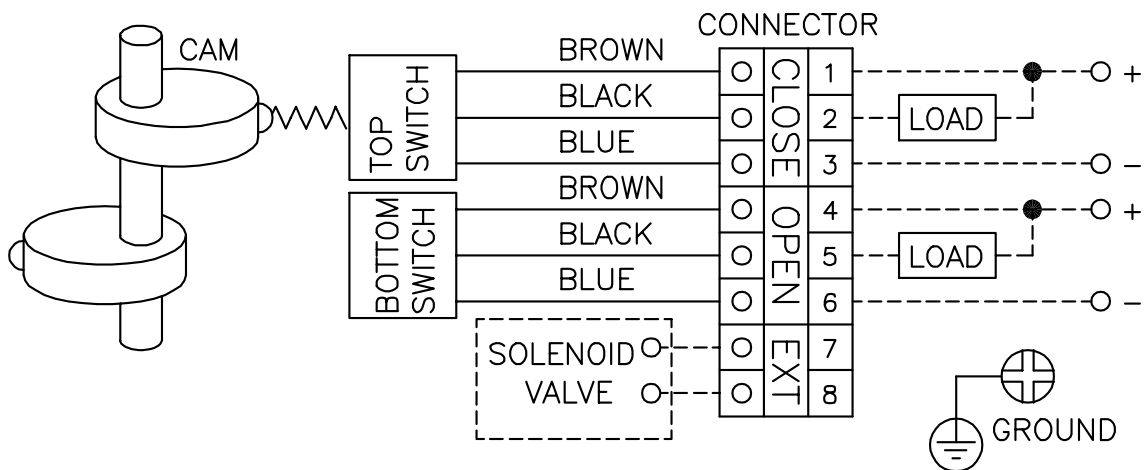 CONNECTOR
CAM
TOP
SWITCH
BROWN
BLACK
BLUE
BOTTOM
SWITCH
BROWN
BLACK
BLUE
SOLENOID
VALVE
CLOSE
OPEN
EXT
1
2
3
4
5
6
7
8
+
LOAD
−
+
LOAD
−
GROUND